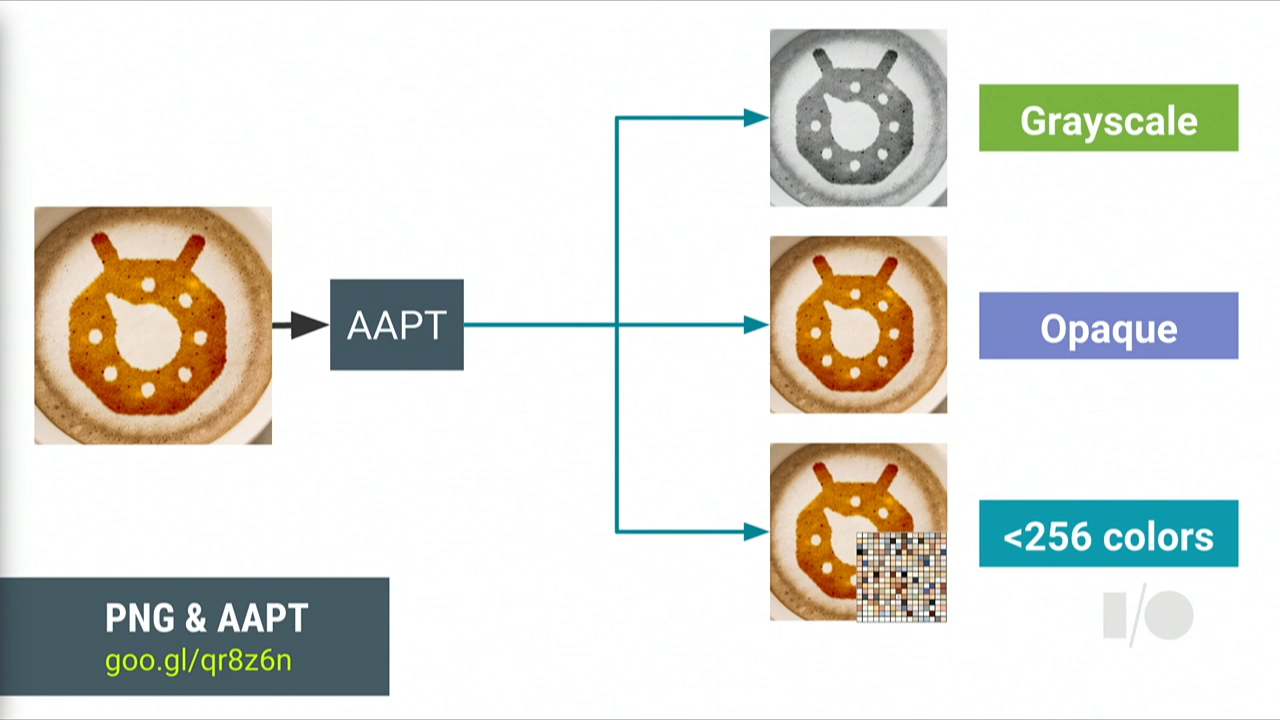 Grayscale
AAPT
Opaque
<256 colors
PNG & AAPT
goo.gl/qr8z6n
I/O